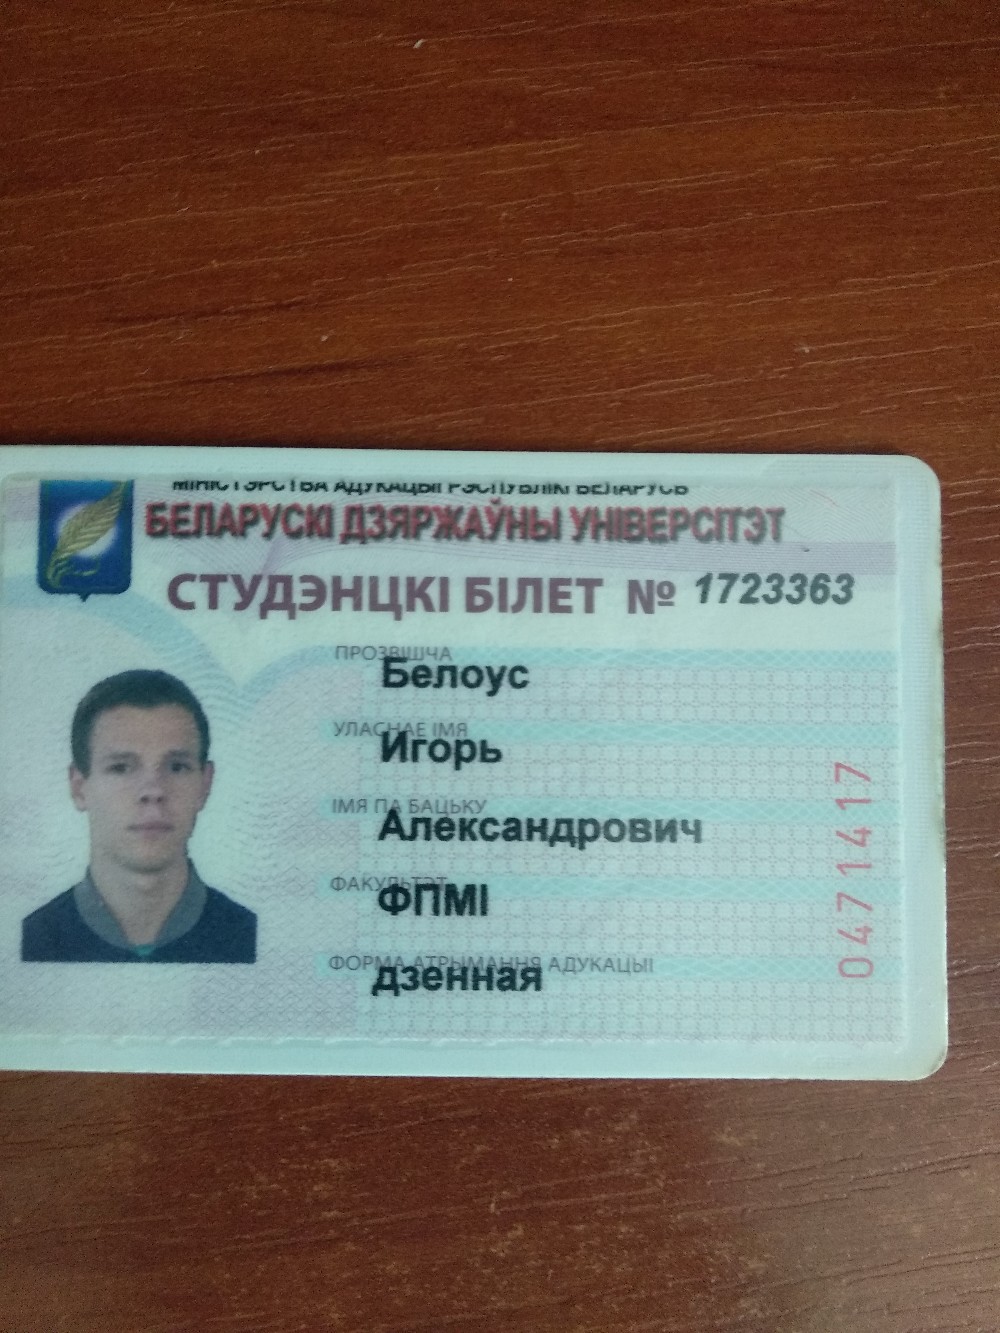 МІНІСТЭРСТВА АДУКАЦЫІ РЭСПУБЛІКІ БЕЛАРУСЬ
БЕЛАРУСКІ ДЗЯРЖАЎНЫ УНІВЕРСІТЭТ
СТУДЭНЦКІ БІЛЕТ № 1723363
ПРОЗВІШЧА
Белоус
УЛАСНАЕ ІМЯ
Игорь
ІМЯ ПА БАЦЬКУ
Александрович
ФАКУЛЬТЭТ
ФПМІ
ФОРМА АТРЫМАННЯ АДУКАЦЫІ
дзенная
0471417